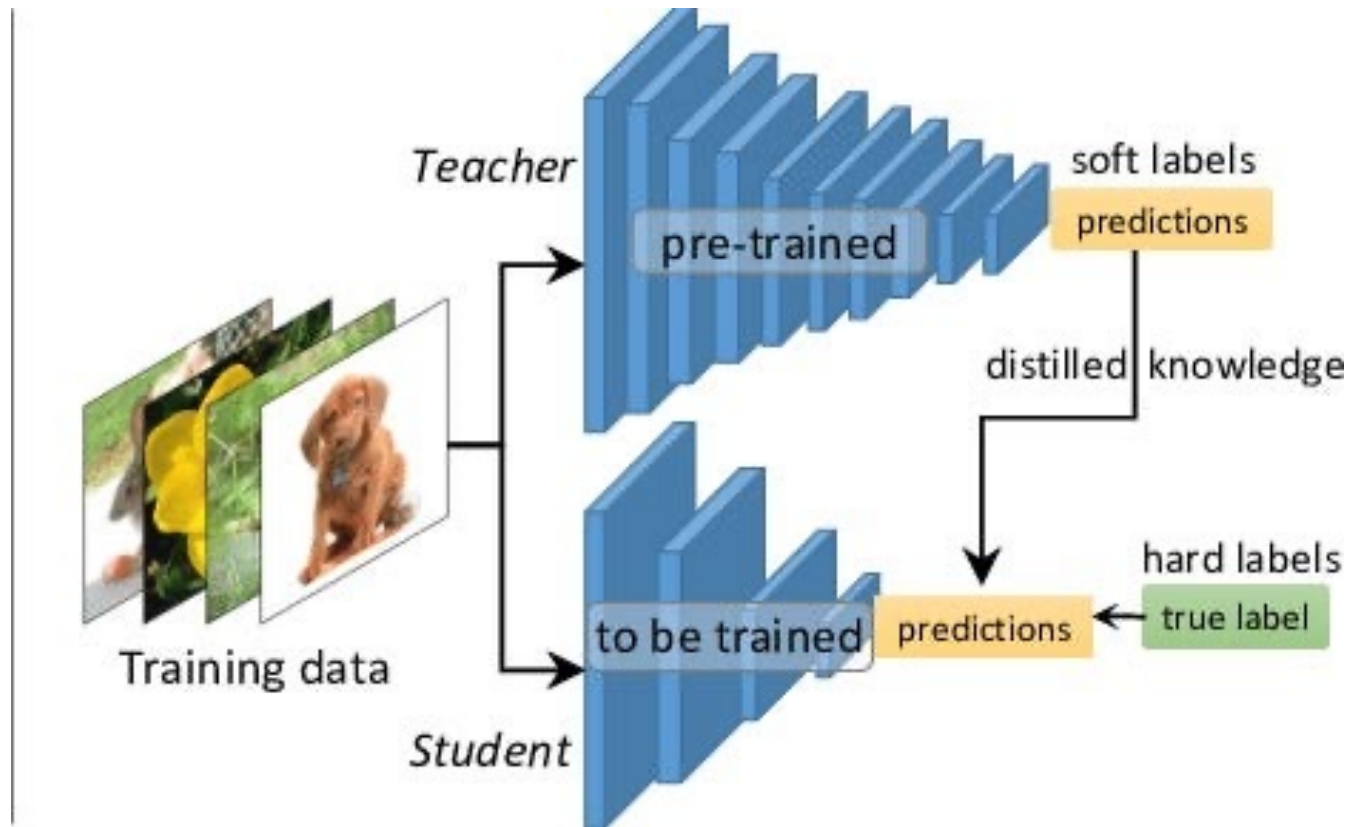 Teacher
pre-trained
soft labels
predictions
distilled knowledge
Training data
to be trained
predictions
hard labels
true label
Student